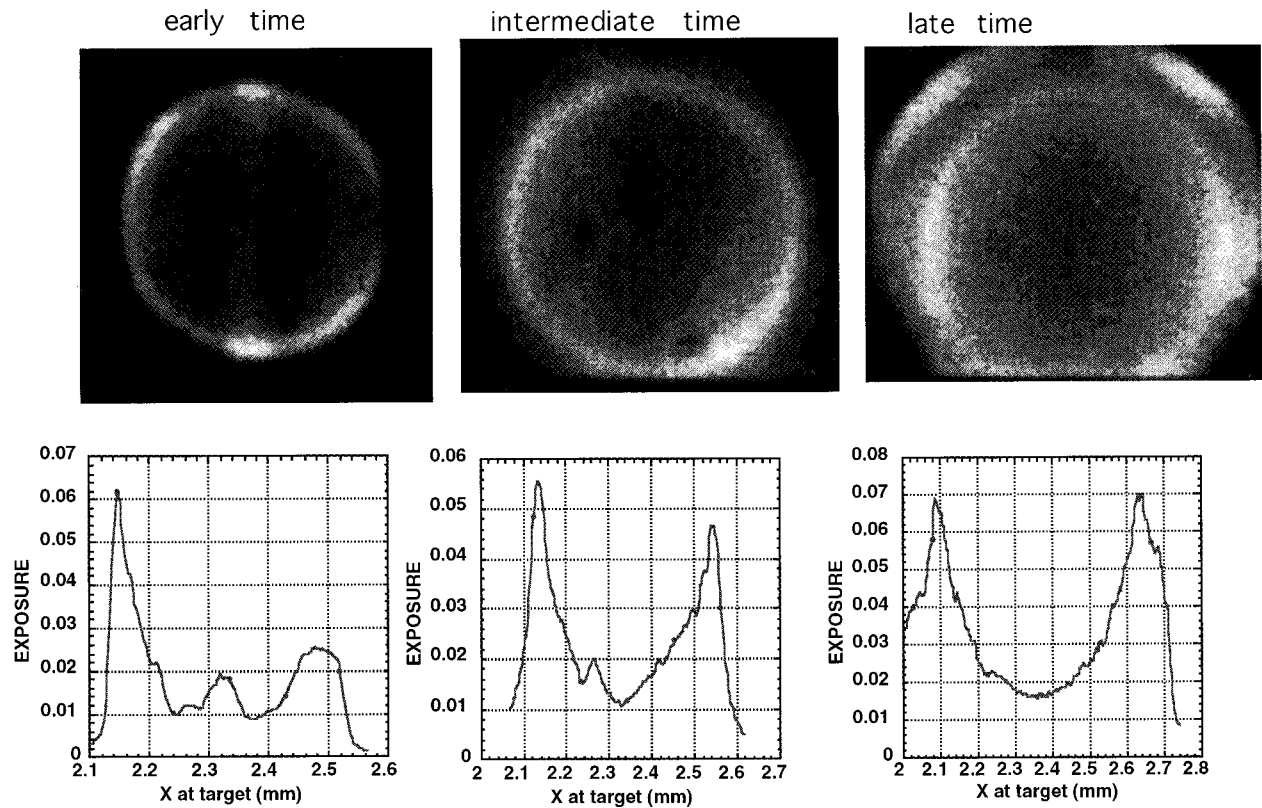 early time
intermediate time
late time
EXPOSURE
0.07
0.06
0.05
0.04
0.03
0.02
0.01
0
2.1 2.2 2.3 2.4 2.5 2.6
X at target (mm)
EXPOSURE
0.06
0.05
0.04
0.03
0.02
0.01
0
2 2.1 2.2 2.3 2.4 2.5 2.6 2.7
X at target (mm)
EXPOSURE
0.08
0.07
0.06
0.05
0.04
0.03
0.02
0.01
0
2 2.1 2.2 2.3 2.4 2.5 2.6 2.7 2.8
X at target (mm)